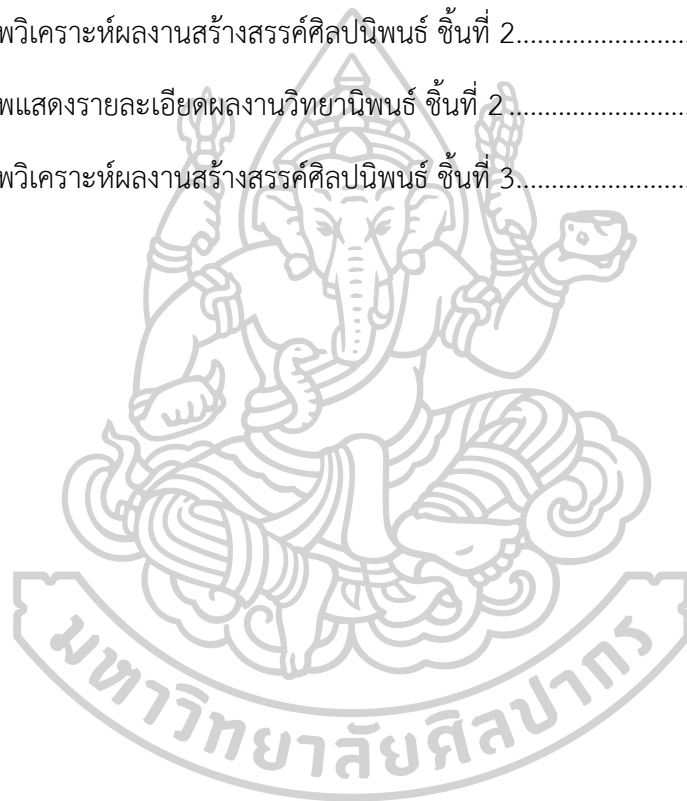 พวิเคราะห์ผลงานสร้างสรรค์ศิลปนิพนธ์ ชิ้นที่ 2........................
พแสดงรายละเอียดผลงานวิทยานิพนธ์ ชิ้นที่ 2........................
พวิเคราะห์ผลงานสร้างสรรค์ศิลปนิพนธ์ ชิ้นที่ 3........................
มหาวิทยาลัยศิลปากร